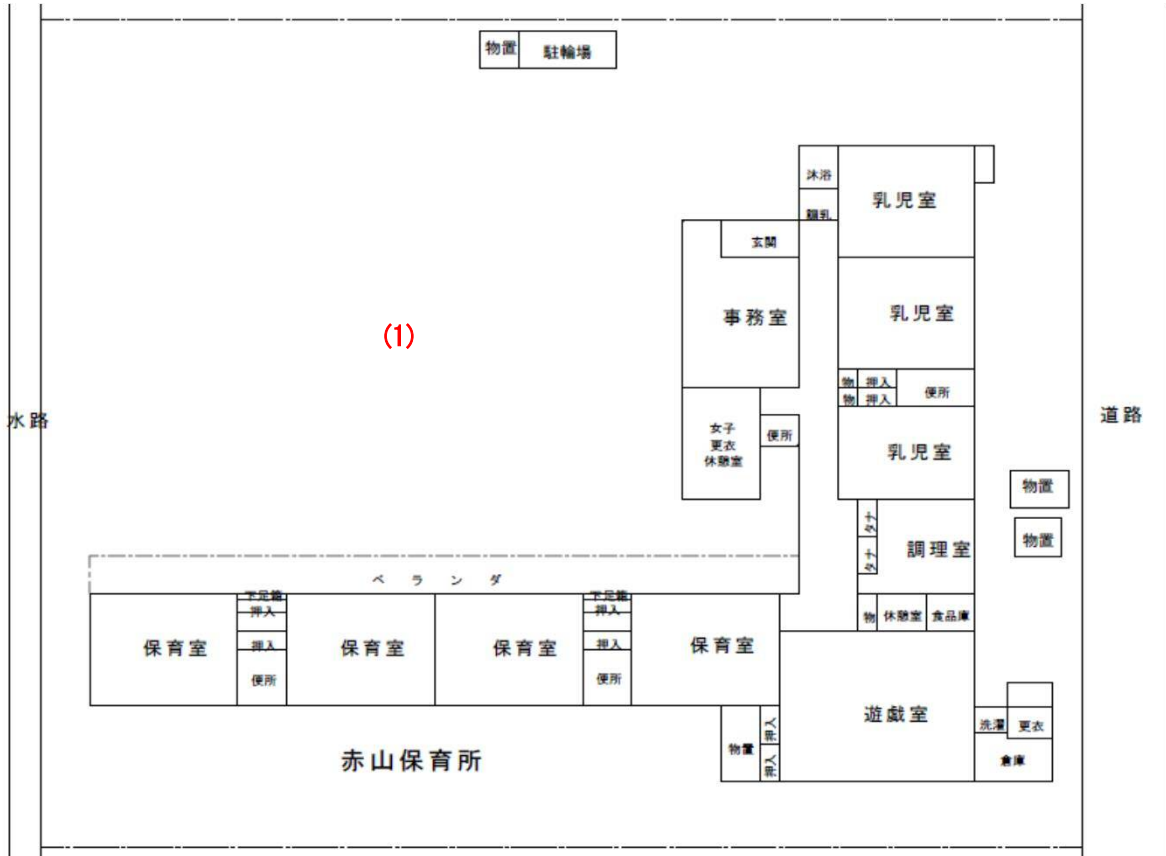 物置 駐輪場
沐浴
調乳
乳児室
玄関
事務室
乳児室
(1)
物 押入 便所
物 押入
水路
道路
女子
更衣
休憩室
便所
乳児室
物置
タナ
タナ
調理室
物置
ベランダ
下足箱
押入
下足箱
押入
物 休憩室 食品庫
保育室
押入
便所
保育室
保育室
押入
便所
保育室
遊戯室
物置
押入
押入
洗濯 更衣
倉庫
赤山保育所